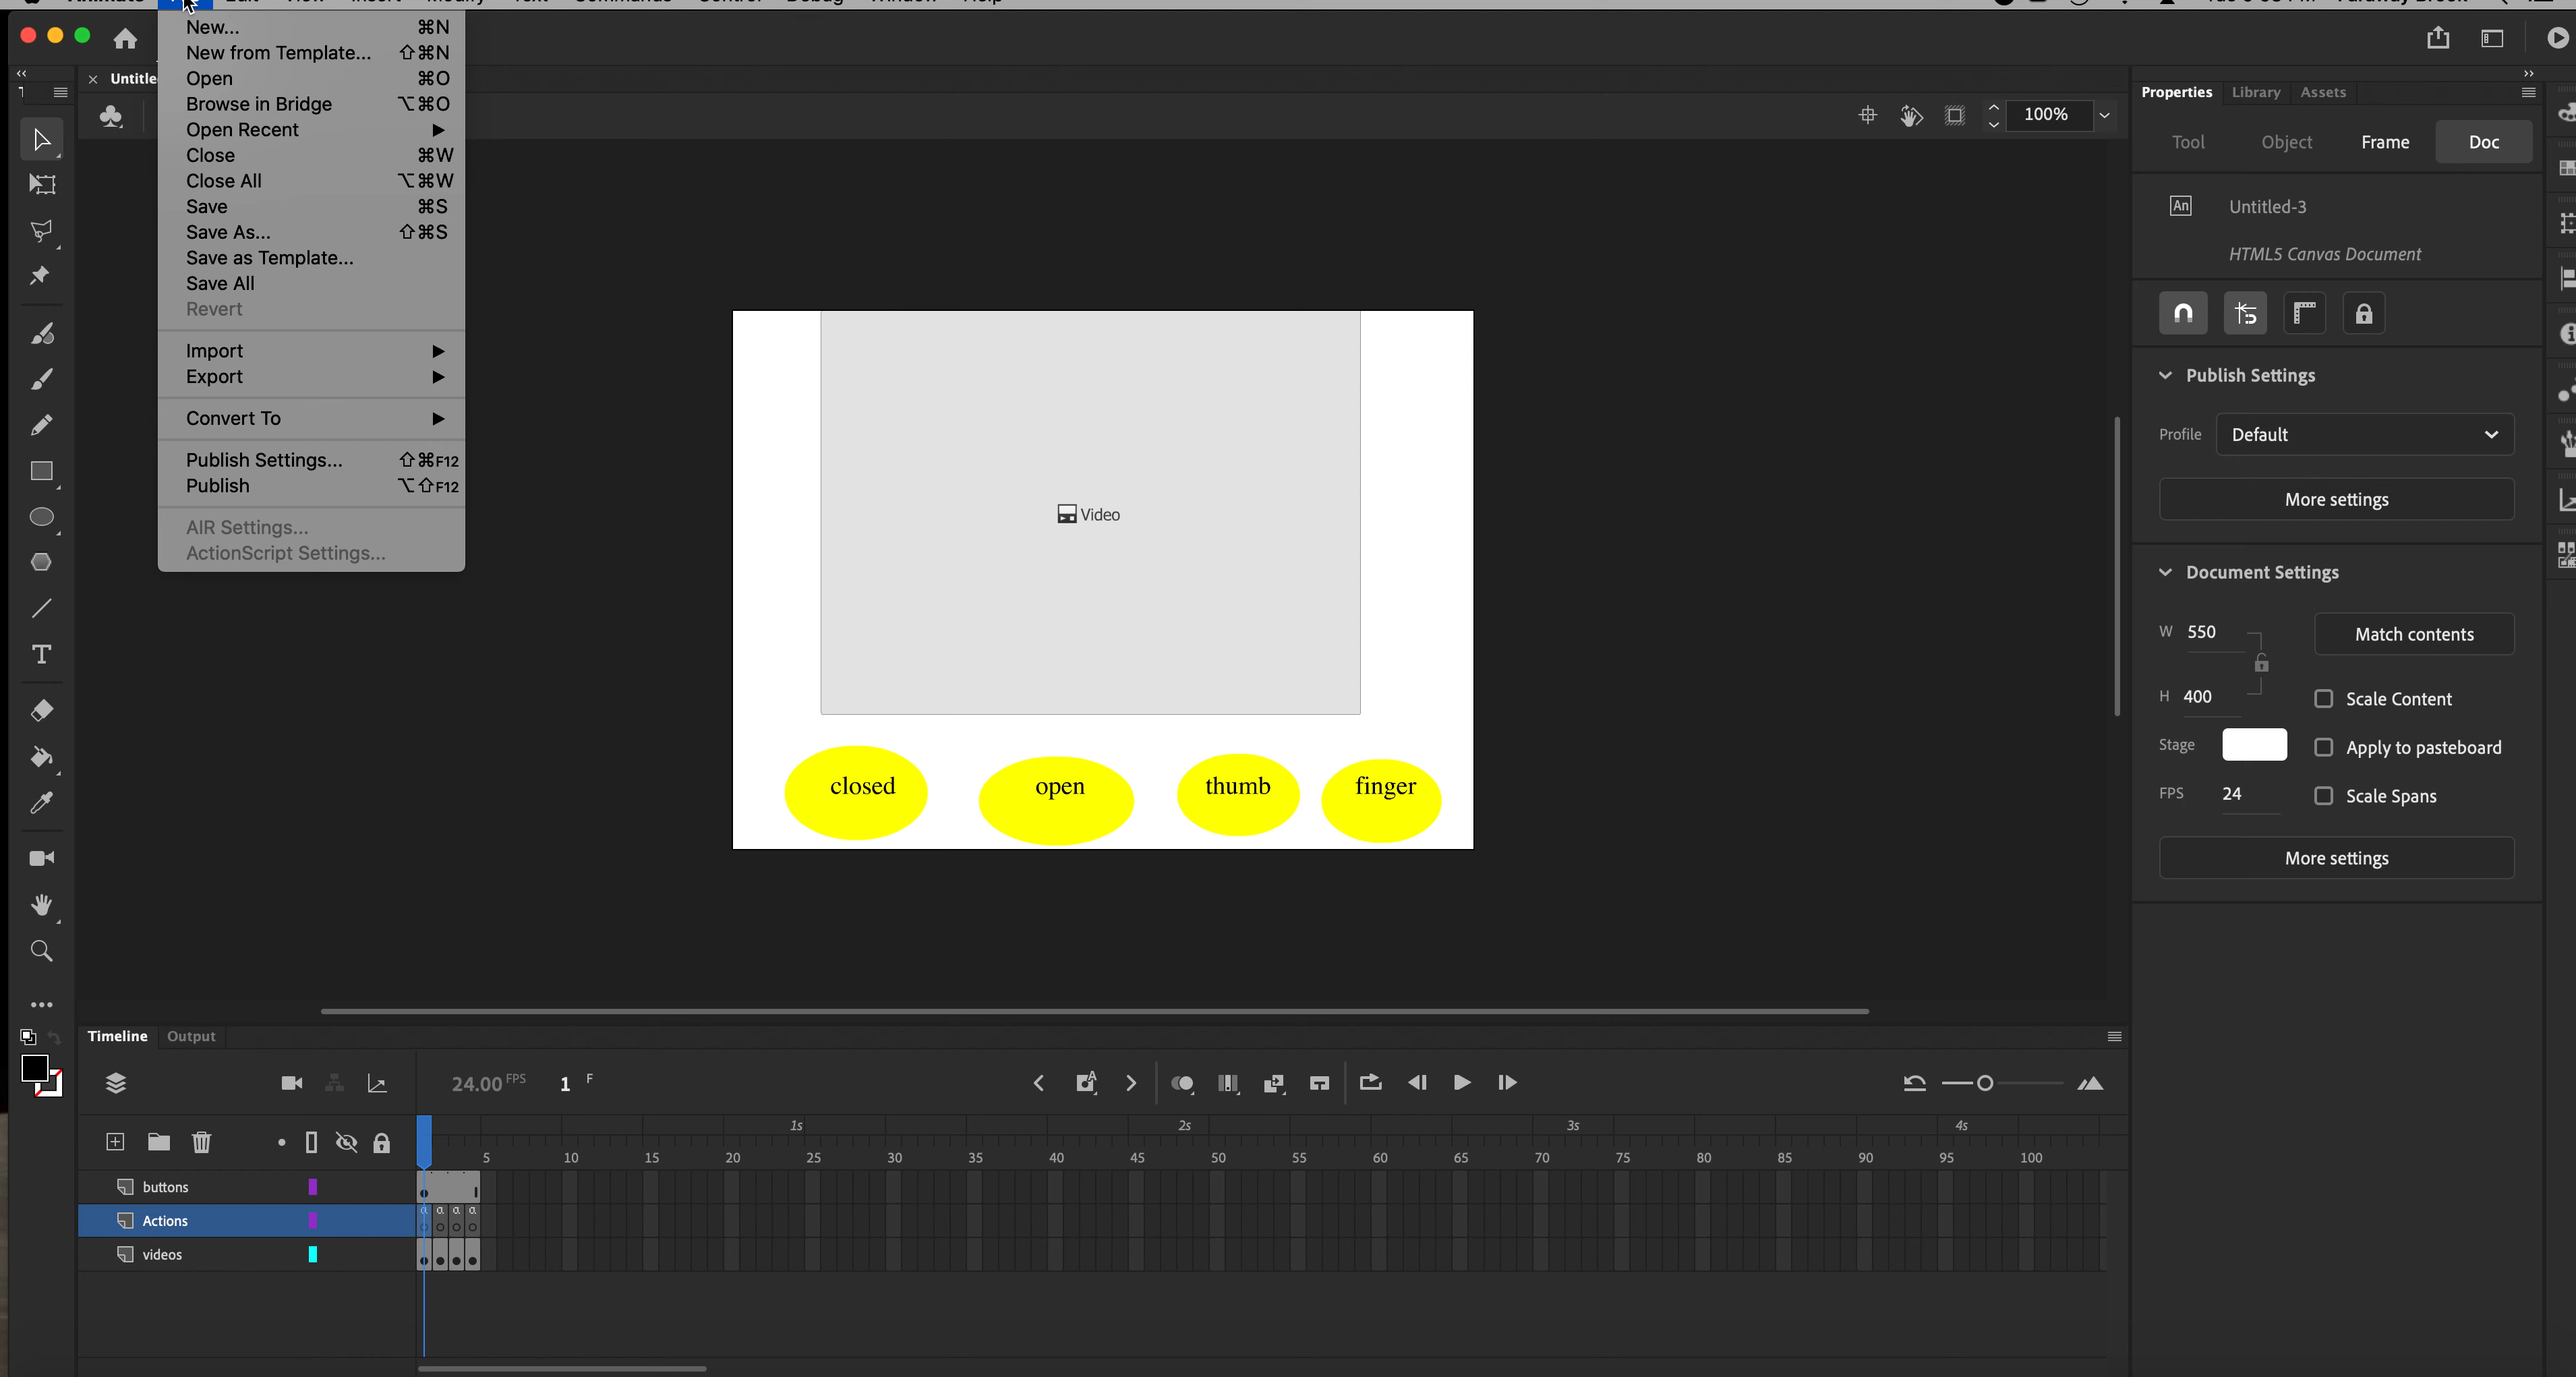 New... ⌘N
New from Template... ⇧⌘N
Open ⌘O
Browse in Bridge ⌥⌘O
Open Recent ▶
Close ⌘W
Close All ⌥⌘W
Save ⌘S
Save As... ⇧⌘S
Save as Template...
Save All
Revert
Import ▶
Export ▶
Convert To ▶
Publish Settings... ⇧⌘F12
Publish ⌥⇧F12
AIR Settings...
ActionScript Settings...
100%
Video
closed open thumb finger
Properties Library Assets
Tool Object Frame Doc
An Untitled-3
HTML5 Canvas Document
Publish Settings
Profile Default
More settings
Document Settings
W 550 Match contents
H 400 Scale Content
Stage Apply to pasteboard
FPS 24 Scale Spans
More settings
Timeline Output
24.00 FPS 1 F
1s 2s 3s 4s
5 10 15 20 25 30 35 40 45 50 55 60 65 70 75 80 85 90 95 100
buttons
Actions
videos